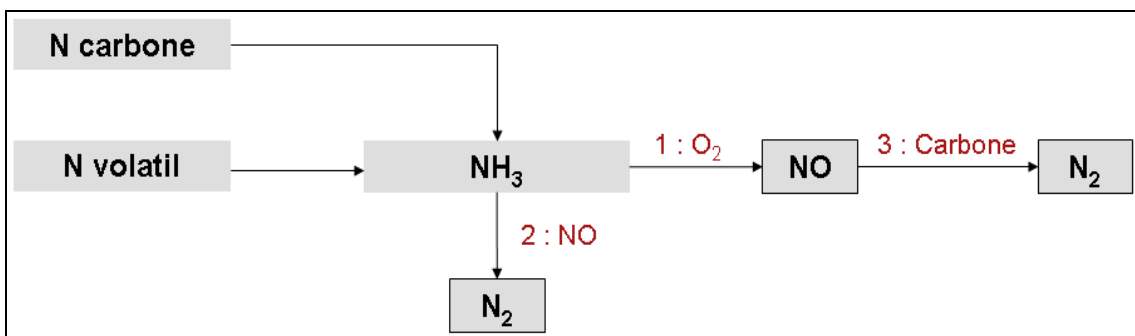 N carbone
N volatil
NH₃
1 : O₂
NO
3 : Carbone
N₂
2 : NO
N₂